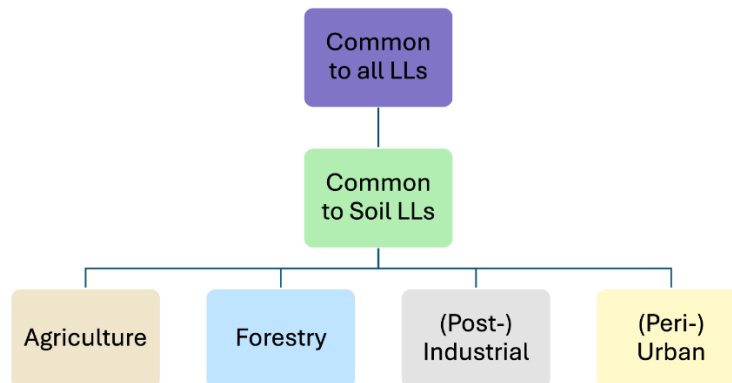 Common
to all LLs
Common
to Soil LLs
Agriculture
Forestry
(Post-)
Industrial
(Peri-)
Urban